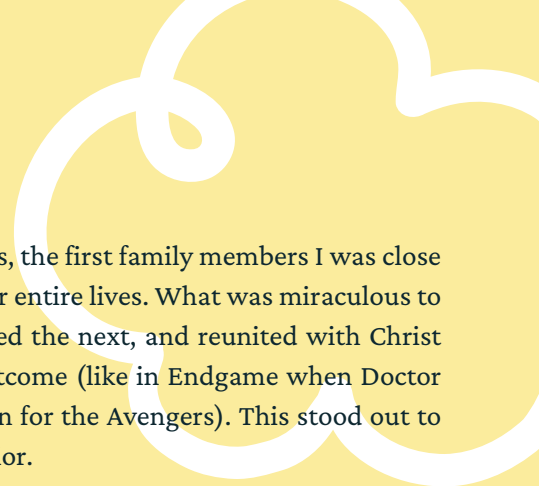 s, the first family members I was close
r entire lives. What was miraculous to
ed the next, and reunited with Christ
tcome (like in Endgame when Doctor
n for the Avengers). This stood out to
or.